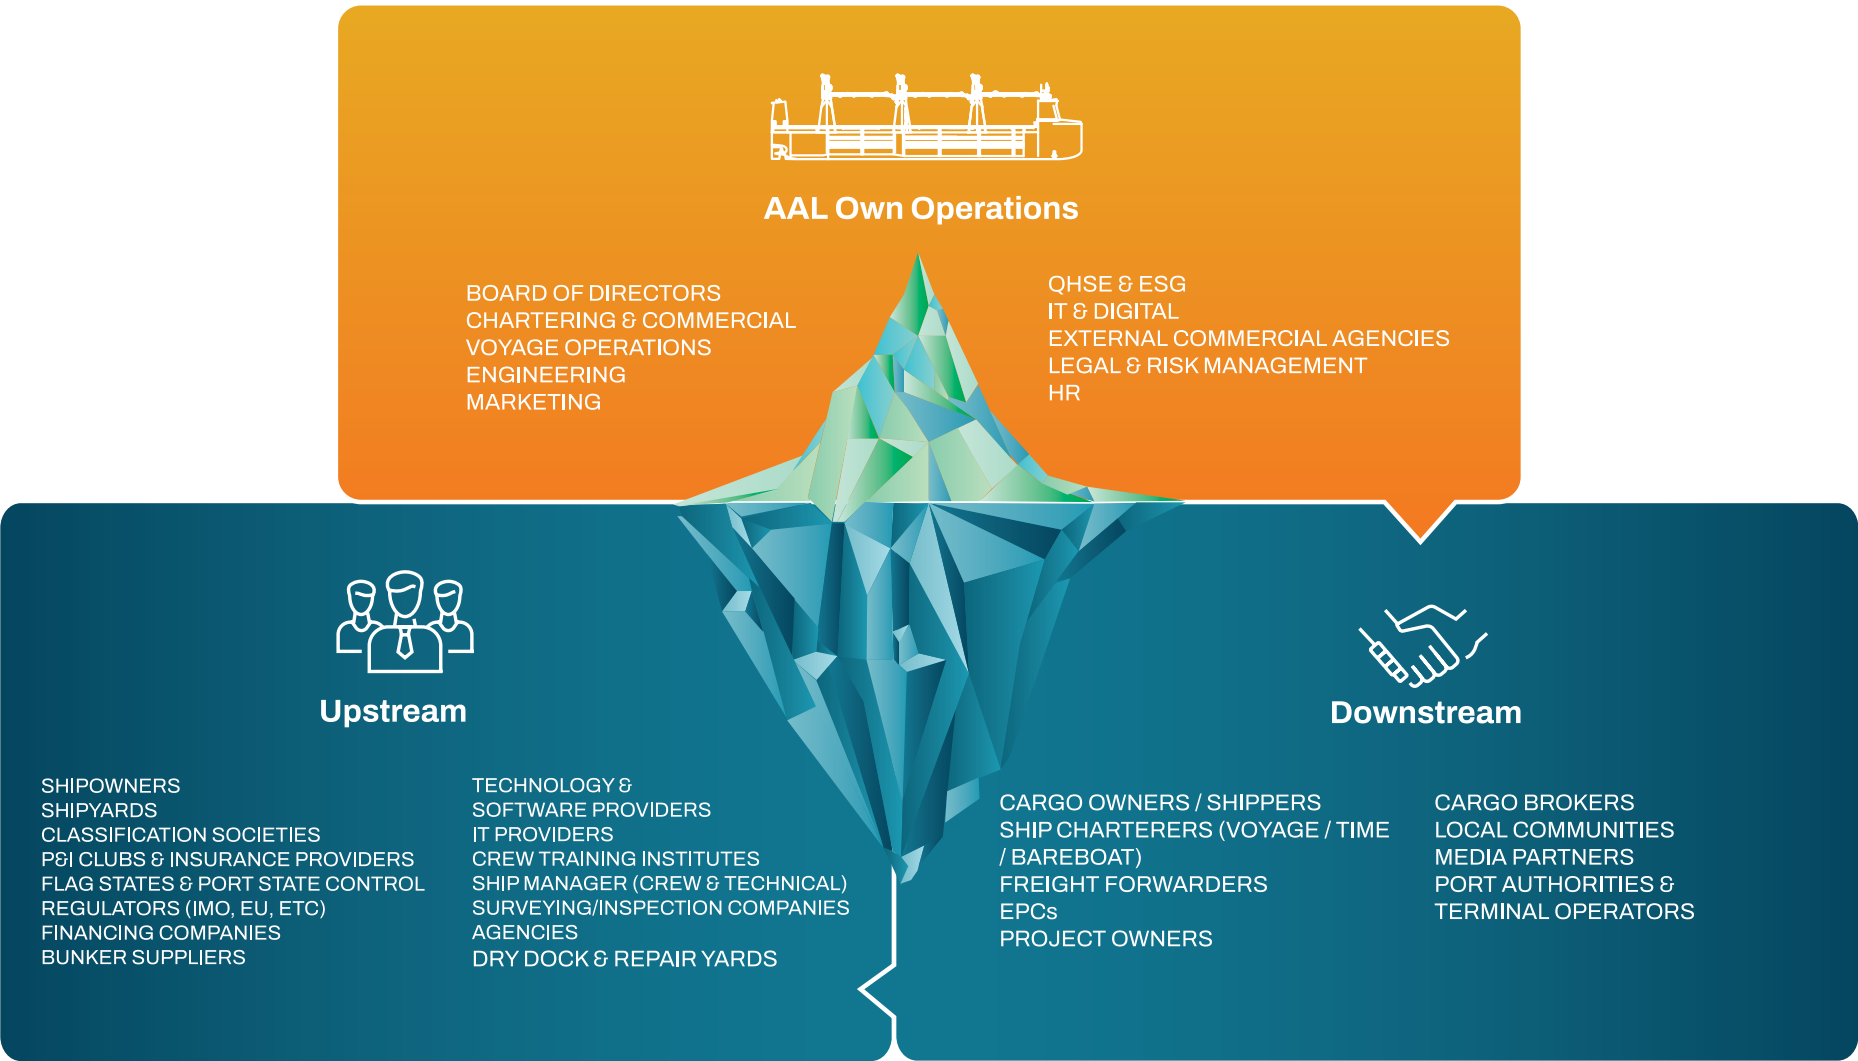 AAL Own Operations
BOARD OF DIRECTORS
CHARTERING & COMMERCIAL
VOYAGE OPERATIONS
ENGINEERING
MARKETING
QHSE & ESG
IT & DIGITAL
EXTERNAL COMMERCIAL AGENCIES
LEGAL & RISK MANAGEMENT
HR
Upstream
SHIPOWNERS
SHIPYARDS
CLASSIFICATION SOCIETIES
P&I CLUBS & INSURANCE PROVIDERS
FLAG STATES & PORT STATE CONTROL
REGULATORS (IMO, EU, ETC)
FINANCING COMPANIES
BUNKER SUPPLIERS
TECHNOLOGY &
SOFTWARE PROVIDERS
IT PROVIDERS
CREW TRAINING INSTITUTES
SHIP MANAGER (CREW & TECHNICAL)
SURVEYING/INSPECTION COMPANIES
AGENCIES
DRY DOCK & REPAIR YARDS
Downstream
CARGO OWNERS / SHIPPERS
SHIP CHARTERERS (VOYAGE / TIME
/ BAREBOAT)
FREIGHT FORWARDERS
EPCs
PROJECT OWNERS
CARGO BROKERS
LOCAL COMMUNITIES
MEDIA PARTNERS
PORT AUTHORITIES &
TERMINAL OPERATORS